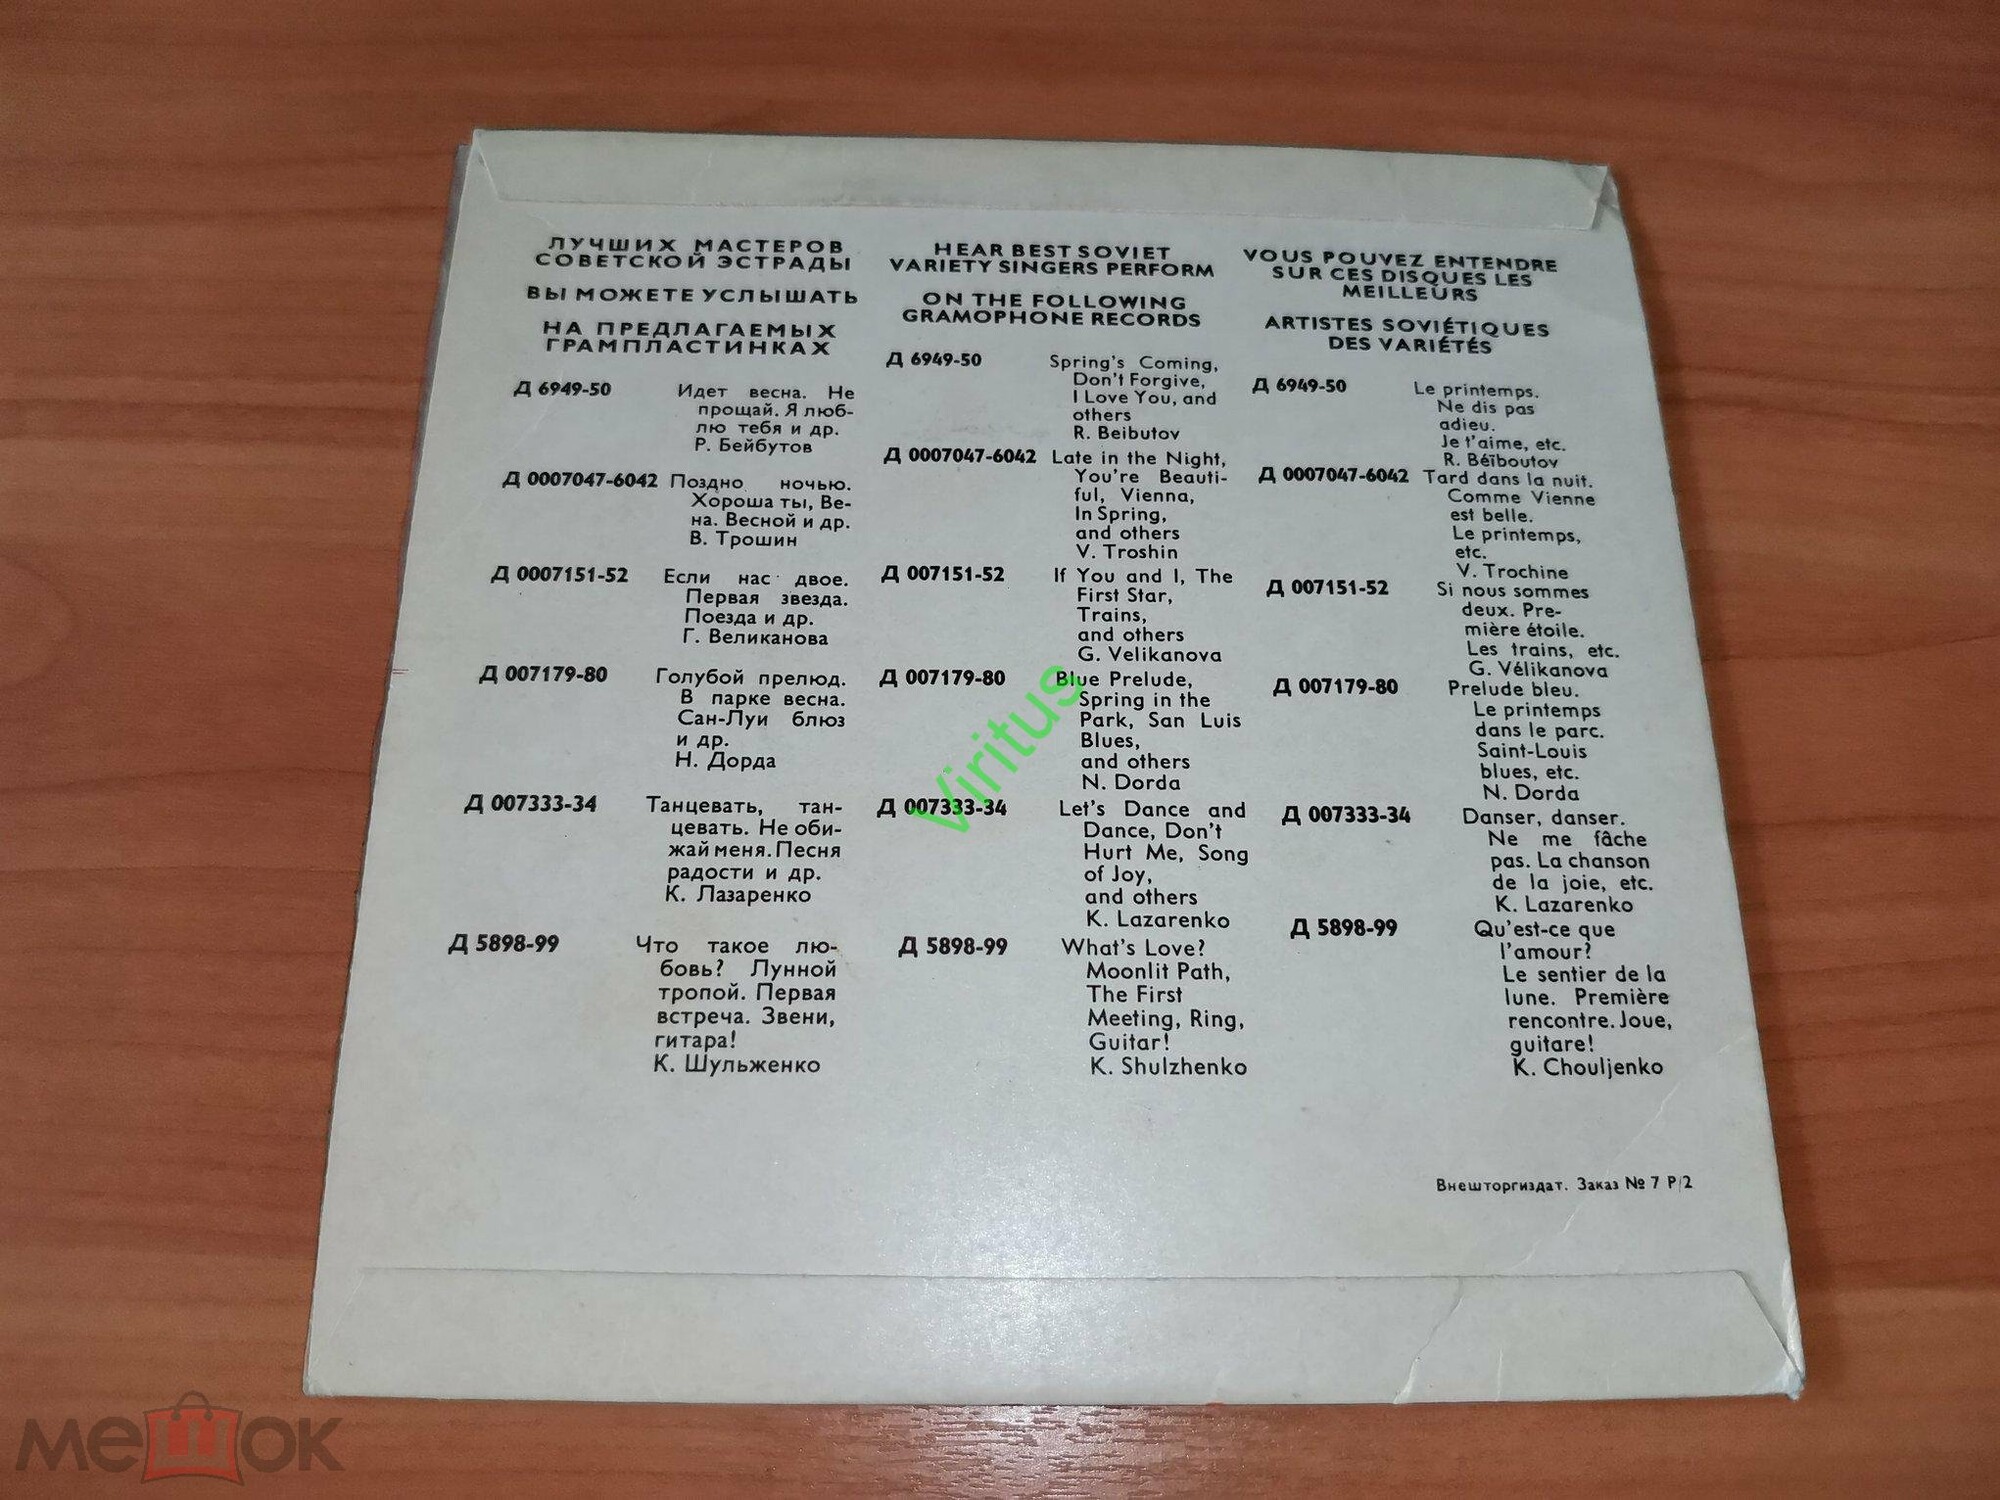 ЛУЧШИХ МАСТЕРОВ
СОВЕТСКОЙ ЭСТРАДЫ
ВЫ МОЖЕТЕ УСЛЫШАТЬ
НА ПРЕДЛАГАЕМЫХ
ГРАМПЛАСТИНКАХ
Д 6949-50 Идет весна. Не
прощай. Я люб-
лю тебя и др.
Р. Бейбутов
Д 0007047-6042 Поздно ночью.
Хороша ты, Ве-
на. Весной и др.
В. Трошин
Д 0007151-52 Если нас двое.
Первая звезда.
Поезда и др.
Г. Великанова
Д 007179-80 Голубой прелюд.
В парке весна.
Сан-Луи блюз
и др.
Н. Дорда
Д 007333-34 Танцевать, тан-
цевать. Не оби-
жай меня. Песня
радости и др.
К. Лазаренко
Д 5898-99 Что такое лю-
бовь? Лунной
тропой. Первая
встреча. Звени,
гитара!
К. Шульженко
HEAR BEST SOVIET
VARIETY SINGERS PERFORM
ON THE FOLLOWING
GRAMOPHONE RECORDS
Д 6949-50 Spring's Coming,
Don't Forgive,
I Love You, and
others
R. Beibutov
Д 0007047-6042 Late in the Night,
You're Beauti-
ful, Vienna,
In Spring,
and others
V. Troshin
Д 007151-52 If You and I, The
First Star,
Trains,
and others
G. Velikanova
Д 007179-80 Blue Prelude,
Spring in the
Park, San Luis
Blues,
and others
N. Dorda
Д 007333-34 Let's Dance and
Dance, Don't
Hurt Me, Song
of Joy,
and others
K. Lazarenko
Д 5898-99 What's Love?
Moonlit Path,
The First
Meeting, Ring,
Guitar!
K. Shulzhenko
VOUS POUVEZ ENTENDRE
SUR CES DISQUES LES
MEILLEURS
ARTISTES SOVIÉTIQUES
DES VARIÉTÉS
Д 6949-50 Le printemps.
Ne dis pas
adieu.
Je t'aime, etc.
R. Béïboutov
Д 0007047-6042 Tard dans la nuit.
Comme Vienne
est belle.
Le printemps,
etc.
V. Trochine
Д 007151-52 Si nous sommes
deux. Pre-
mière étoile.
Les trains, etc.
G. Vélikanova
Д 007179-80 Prelude bleu.
Le printemps
dans le parc.
Saint-Louis
blues, etc.
N. Dorda
Д 007333-34 Danser, danser.
Ne me fâche
pas. La chanson
de la joie, etc.
K. Lazarenko
Д 5898-99 Qu'est-ce que
l'amour?
Le sentier de la
lune. Première
rencontre. Joue,
guitare!
K. Chouljenko
Внешторгиздат. Заказ № 7 Р/2
Viritus
мешок